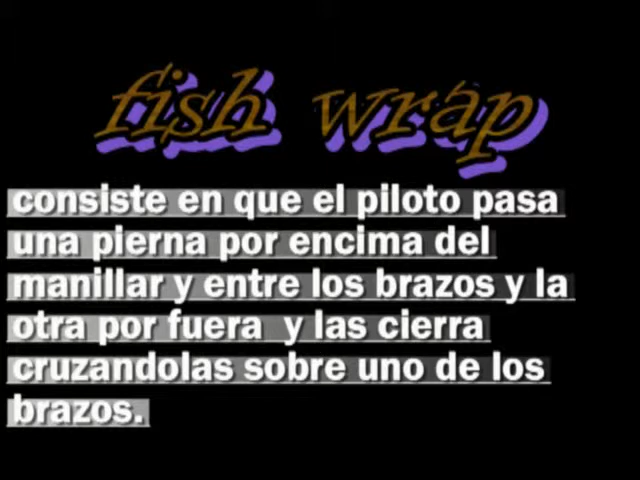 fish wrap
consiste en que el piloto pasa
una pierna por encima del
manillar y entre los brazos y la
otra por fuera y las cierra
cruzandolas sobre uno de los
brazos.